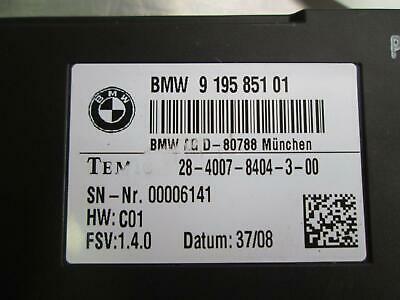 BMW
BMW 9 195 851 01
BMW AG D-80788 München
TEMIC 28-4007-8404-3-00
SN-Nr. 00006141
HW: C01
FSV:1.4.0 Datum: 37/08